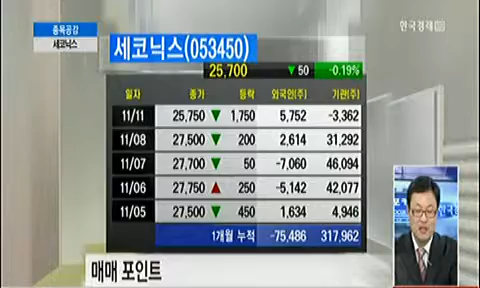 종목공감
세코닉스
한국경제
세코닉스(053450)
25,700 ▼ 50 -0.19%
일자 종가 등락 외국인(주) 기관(주)
11/11 25,750 ▼ 1,750 5,752 -3,362
11/08 27,500 ▼ 200 2,614 31,292
11/07 27,700 ▼ 50 -7,060 46,094
11/06 27,750 ▲ 250 -5,142 42,077
11/05 27,500 ▼ 450 1,634 4,946
1개월 누적 -75,486 317,962
매매 포인트